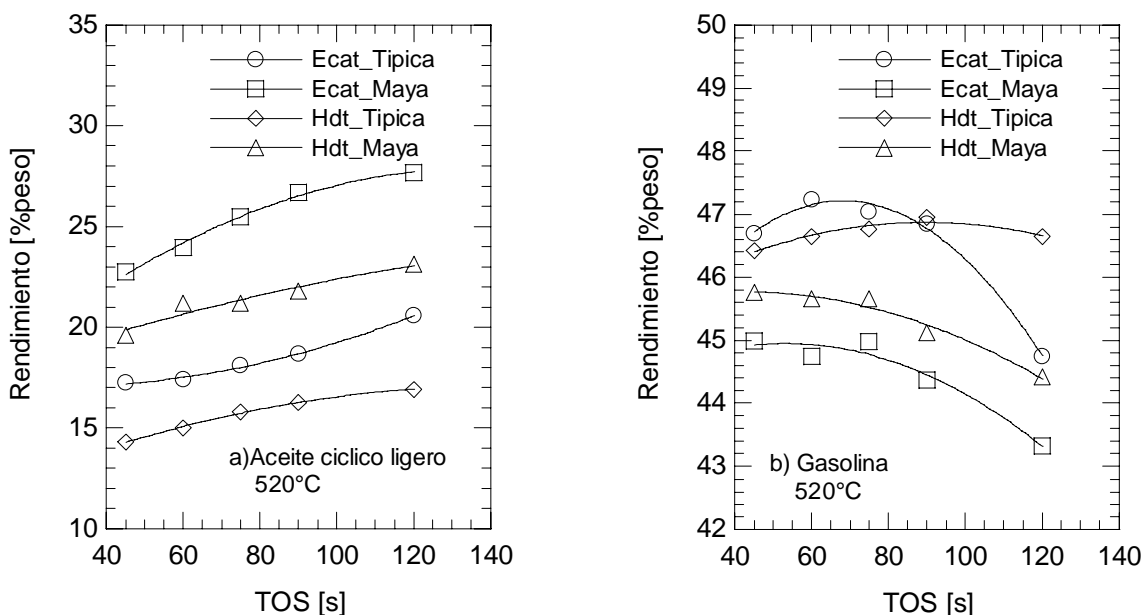 35
30
25
20
15
10
Rendimiento [%peso]
Ecat_Tipica
Ecat_Maya
Hdt_Tipica
Hdt_Maya
a)Aceite ciclico ligero
520°C
40 60 80 100 120 140
TOS [s]
50
49
48
47
46
45
44
43
42
Rendimiento [%peso]
Ecat_Tipica
Ecat_Maya
Hdt_Tipica
Hdt_Maya
b) Gasolina
520°C
40 60 80 100 120 140
TOS [s]